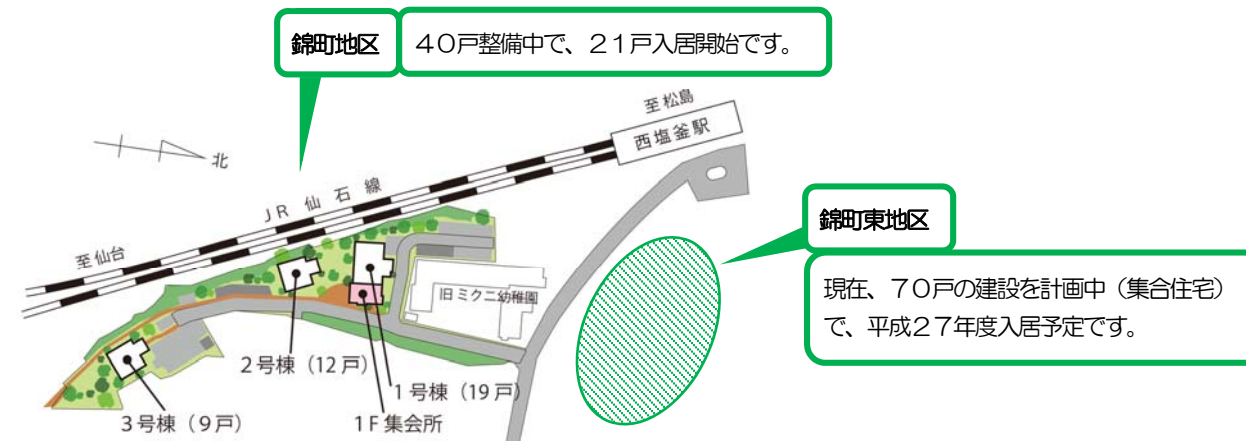 錦町地区
40戸整備中で、21戸入居開始です。
至松島
西塩釜駅
北
JR 仙石線
至仙台
錦町東地区
現在、70戸の建設を計画中（集合住宅）
で、平成27年度入居予定です。
旧ミクニ幼稚園
2号棟（12戸）
1号棟（19戸）
3号棟（9戸）
1F集会所